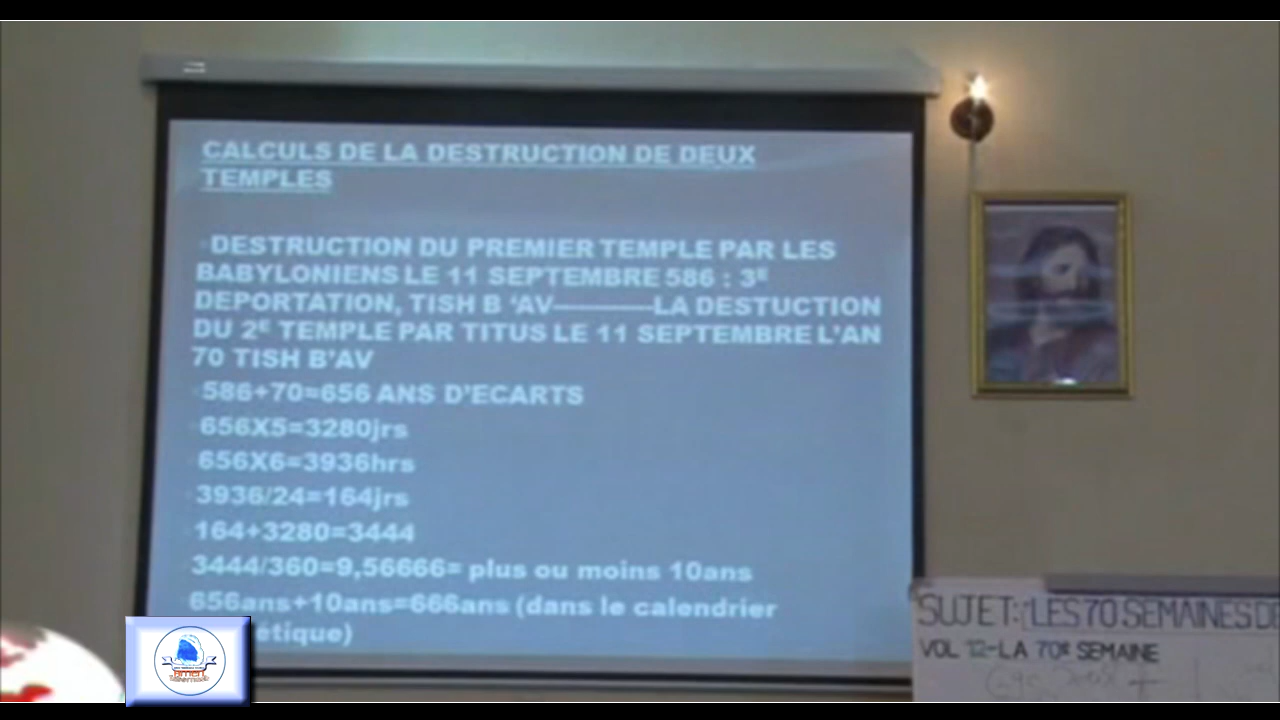 CALCULS DE LA DESTRUCTION DE DEUX
TEMPLES
DESTRUCTION DU PREMIER TEMPLE PAR LES
BABYLONIENS LE 11 SEPTEMBRE 586 : 3ᴱ
DEPORTATION, TISH B 'AV————LA DESTUCTION
DU 2ᴱ TEMPLE PAR TITUS LE 11 SEPTEMBRE L'AN
70 TISH B'AV
586+70=656 ANS D'ECARTS
656X5=3280jrs
656X6=3936hrs
3936/24=164jrs
164+3280=3444
3444/360=9,56666= plus ou moins 10ans
656ans+10ans=666ans (dans le calendrier
étique)
SUJET: LES 70 SEMAINES DE
VOL 12-LA 70ᵉ SEMAINE